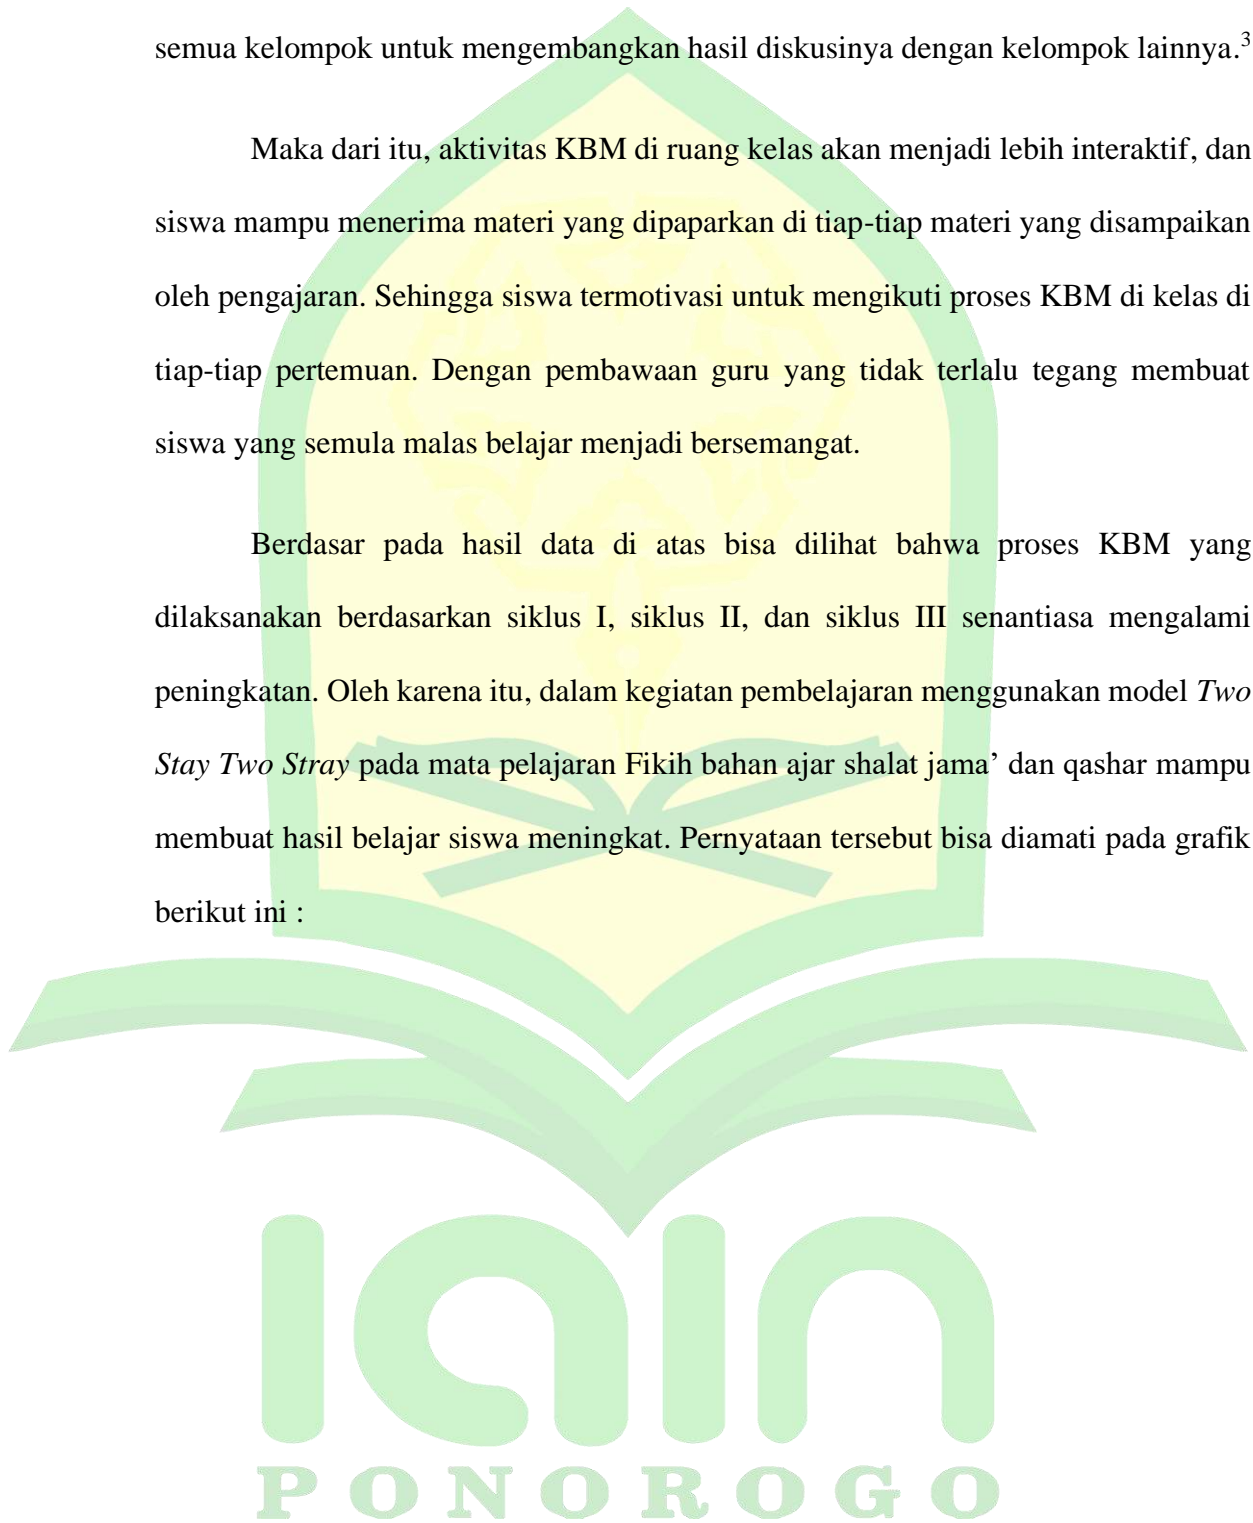 semua kelompok untuk mengembangkan hasil diskusinya dengan kelompok lainnya.³
Maka dari itu, aktivitas KBM di ruang kelas akan menjadi lebih interaktif, dan
siswa mampu menerima materi yang dipaparkan di tiap-tiap materi yang disampaikan
oleh pengajaran. Sehingga siswa termotivasi untuk mengikuti proses KBM di kelas di
tiap-tiap pertemuan. Dengan pembawaan guru yang tidak terlalu tegang membuat
siswa yang semula malas belajar menjadi bersemangat.
Berdasar pada hasil data di atas bisa dilihat bahwa proses KBM yang
dilaksanakan berdasarkan siklus I, siklus II, dan siklus III senantiasa mengalami
peningkatan. Oleh karena itu, dalam kegiatan pembelajaran menggunakan model Two
Stay Two Stray pada mata pelajaran Fikih bahan ajar shalat jama’ dan qashar mampu
membuat hasil belajar siswa meningkat. Pernyataan tersebut bisa diamati pada grafik
berikut ini :
iain
PONOROGO